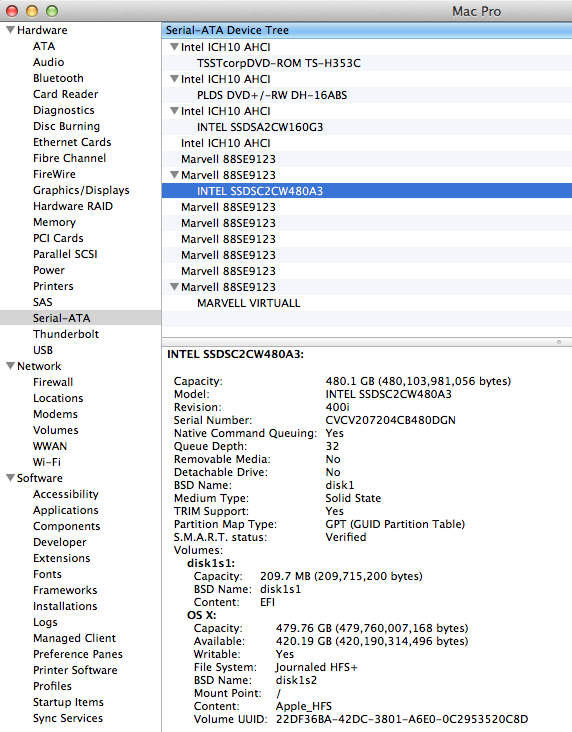 Mac Pro
Hardware
ATA
Audio
Bluetooth
Card Reader
Diagnostics
Disc Burning
Ethernet Cards
Fibre Channel
FireWire
Graphics/Displays
Hardware RAID
Memory
PCI Cards
Parallel SCSI
Power
Printers
SAS
Serial-ATA
Thunderbolt
USB
Network
Firewall
Locations
Modems
Volumes
WWAN
Wi-Fi
Software
Accessibility
Applications
Components
Developer
Extensions
Fonts
Frameworks
Installations
Logs
Managed Client
Preference Panes
Printer Software
Profiles
Startup Items
Sync Services
Serial-ATA Device Tree
Intel ICH10 AHCI
TSSTcorpDVD-ROM TS-H353C
Intel ICH10 AHCI
PLDS DVD+/-RW DH-16ABS
Intel ICH10 AHCI
INTEL SSDSA2CW160G3
Intel ICH10 AHCI
Marvell 88SE9123
Marvell 88SE9123
INTEL SSDSC2CW480A3
Marvell 88SE9123
Marvell 88SE9123
Marvell 88SE9123
Marvell 88SE9123
Marvell 88SE9123
Marvell 88SE9123
MARVELL VIRTUALL
INTEL SSDSC2CW480A3:
Capacity: 480.1 GB (480,103,981,056 bytes)
Model: INTEL SSDSC2CW480A3
Revision: 400i
Serial Number: CVCV207204CB480DGN
Native Command Queuing: Yes
Queue Depth: 32
Removable Media: No
Detachable Drive: No
BSD Name: disk1
Medium Type: Solid State
TRIM Support: Yes
Partition Map Type: GPT (GUID Partition Table)
S.M.A.R.T. status: Verified
Volumes:
disk1s1:
Capacity: 209.7 MB (209,715,200 bytes)
BSD Name: disk1s1
Content: EFI
OS X:
Capacity: 479.76 GB (479,760,007,168 bytes)
Available: 420.19 GB (420,190,314,496 bytes)
Writable: Yes
File System: Journaled HFS+
BSD Name: disk1s2
Mount Point: /
Content: Apple_HFS
Volume UUID: 22DF36BA-42DC-3801-A6E0-0C2953520C8D